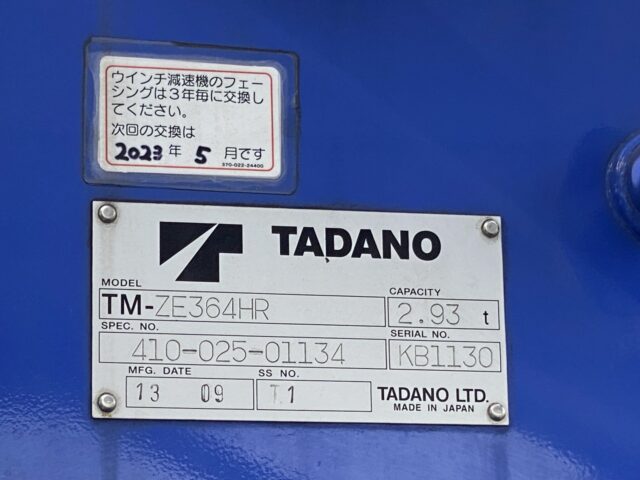 ウインチ減速機のフェー
シングは３年毎に交換し
てください。
次回の交換は
2023年 5月です
370-022-24400
TADANO
MODEL
TM-ZE364HR
CAPACITY
2.93 t
SPEC. NO.
410-025-01134
SERIAL NO.
KB1130
MFG. DATE
13 09
SS NO.
T1
TADANO LTD.
MADE IN JAPAN